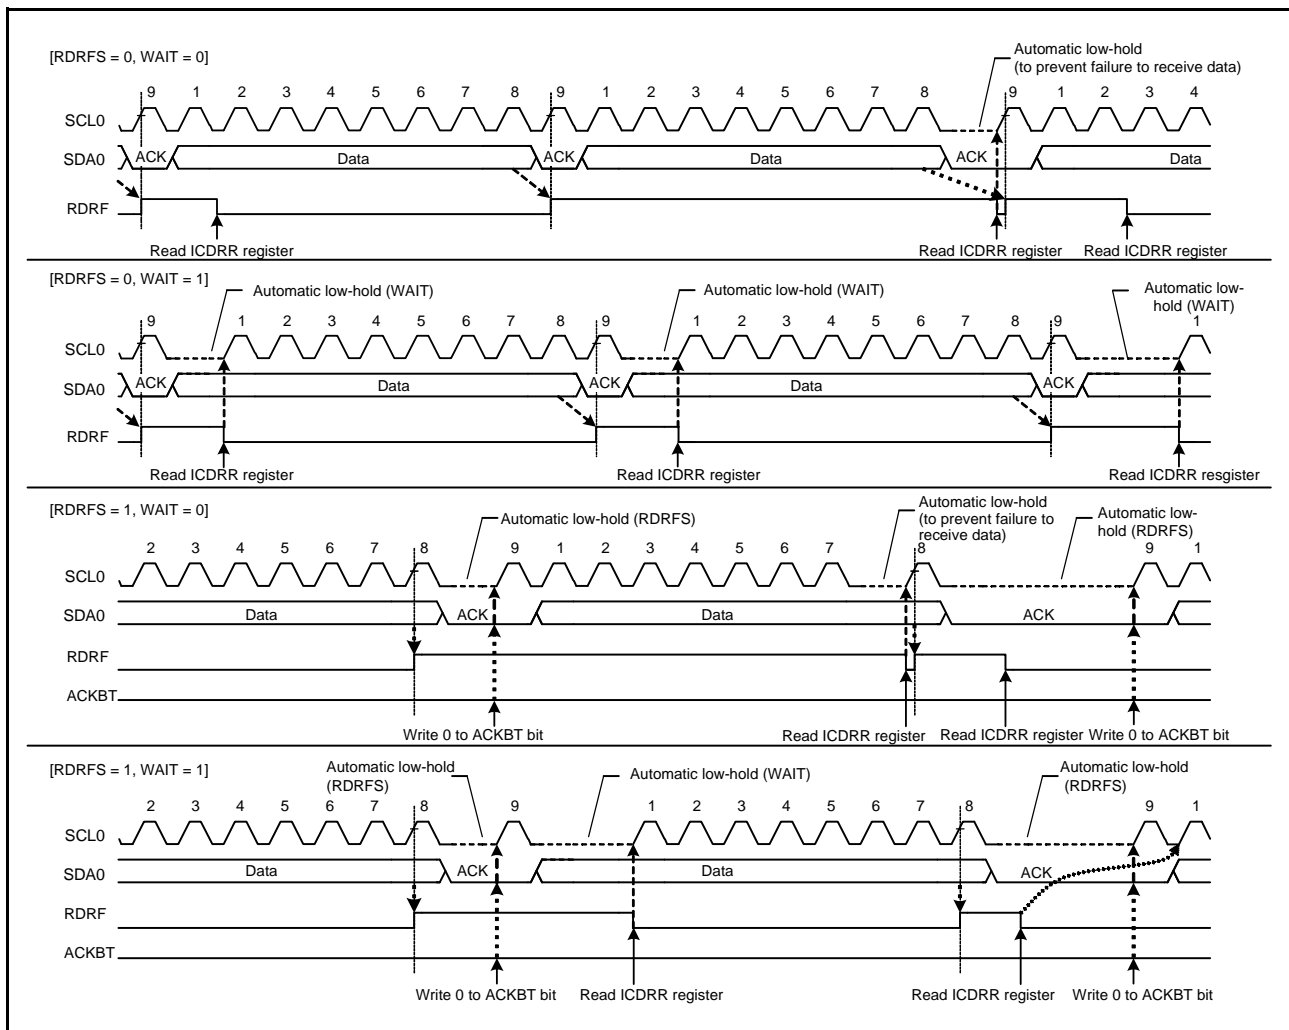 [RDRFS = 0, WAIT = 0]
Automatic low-hold
(to prevent failure to receive data)
9 1 2 3 4 5 6 7 8 9 1 2 3 4 5 6 7 8 9 1 2 3 4
SCL0
SDA0 ACK Data ACK Data ACK Data
RDRF
Read ICDRR register Read ICDRR register Read ICDRR register
[RDRFS = 0, WAIT = 1]
Automatic low-hold (WAIT) Automatic low-hold (WAIT) Automatic low-
hold (WAIT)
9 1 2 3 4 5 6 7 8 9 1 2 3 4 5 6 7 8 9 1
SCL0
SDA0 ACK Data ACK Data ACK
RDRF
Read ICDRR register Read ICDRR register Read ICDRR resgister
[RDRFS = 1, WAIT = 0]
Automatic low-hold (RDRFS) Automatic low-hold
(to prevent failure to
receive data) Automatic low-
hold (RDRFS)
2 3 4 5 6 7 8 9 1 2 3 4 5 6 7 8 9 1
SCL0
SDA0 Data ACK Data ACK
RDRF
ACKBT
Write 0 to ACKBT bit Read ICDRR register Read ICDRR register Write 0 to ACKBT bit
[RDRFS = 1, WAIT = 1]
Automatic low-hold
(RDRFS) Automatic low-hold (WAIT) Automatic low-hold
(RDRFS)
2 3 4 5 6 7 8 9 1 2 3 4 5 6 7 8 9 1
SCL0
SDA0 Data ACK Data ACK
RDRF
ACKBT
Write 0 to ACKBT bit Read ICDRR register Read ICDRR register Write 0 to ACKBT bit